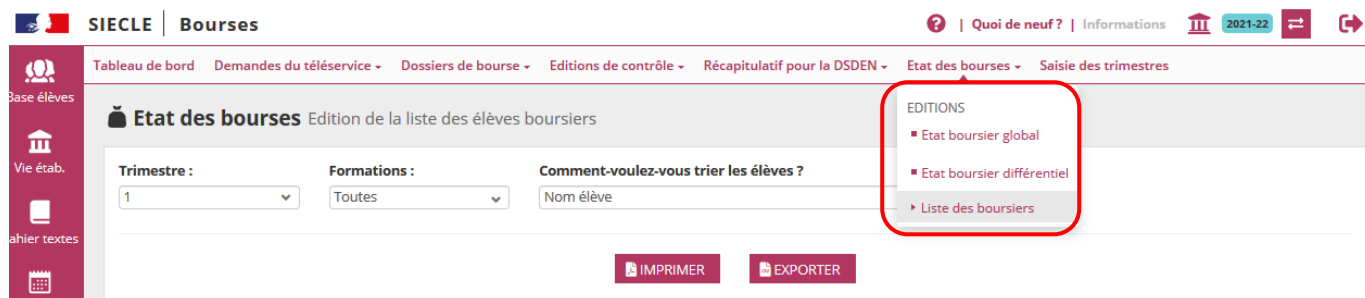 SIECLE Bourses
| Quoi de neuf ? | Informations 2021-22
Tableau de bord Demandes du téléservice Dossiers de bourse Editions de contrôle Récapitulatif pour la DSDEN Etat des bourses Saisie des trimestres
Base élèves
Vie étab.
ahier textes
Etat des bourses Edition de la liste des élèves boursiers
EDITIONS
Etat boursier global
Etat boursier différentiel
Liste des boursiers
Trimestre : Formations : Comment-voulez-vous trier les élèves ?
1 Toutes Nom élève
IMPRIMER EXPORTER